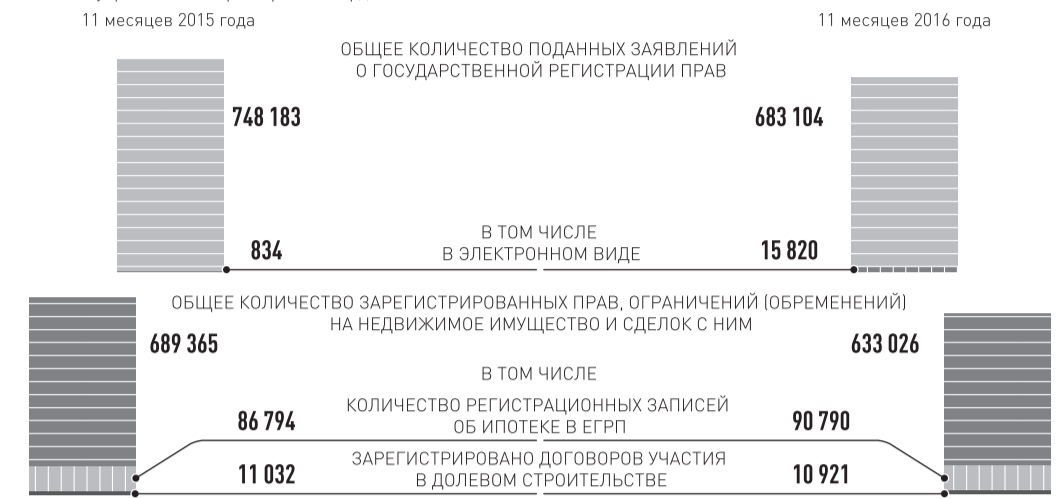 11 месяцев 2015 года
11 месяцев 2016 года
ОБЩЕЕ КОЛИЧЕСТВО ПОДАННЫХ ЗАЯВЛЕНИЙ
О ГОСУДАРСТВЕННОЙ РЕГИСТРАЦИИ ПРАВ
748 183
683 104
В ТОМ ЧИСЛЕ
В ЭЛЕКТРОННОМ ВИДЕ
834
15 820
ОБЩЕЕ КОЛИЧЕСТВО ЗАРЕГИСТРИРОВАННЫХ ПРАВ, ОГРАНИЧЕНИЙ (ОБРЕМЕНЕНИЙ)
НА НЕДВИЖИМОЕ ИМУЩЕСТВО И СДЕЛОК С НИМ
689 365
633 026
В ТОМ ЧИСЛЕ
КОЛИЧЕСТВО РЕГИСТРАЦИОННЫХ ЗАПИСЕЙ
ОБ ИПОТЕКЕ В ЕГРП
86 794
90 790
ЗАРЕГИСТРИРОВАНО ДОГОВОРОВ УЧАСТИЯ
В ДОЛЕВОМ СТРОИТЕЛЬСТВЕ
11 032
10 921